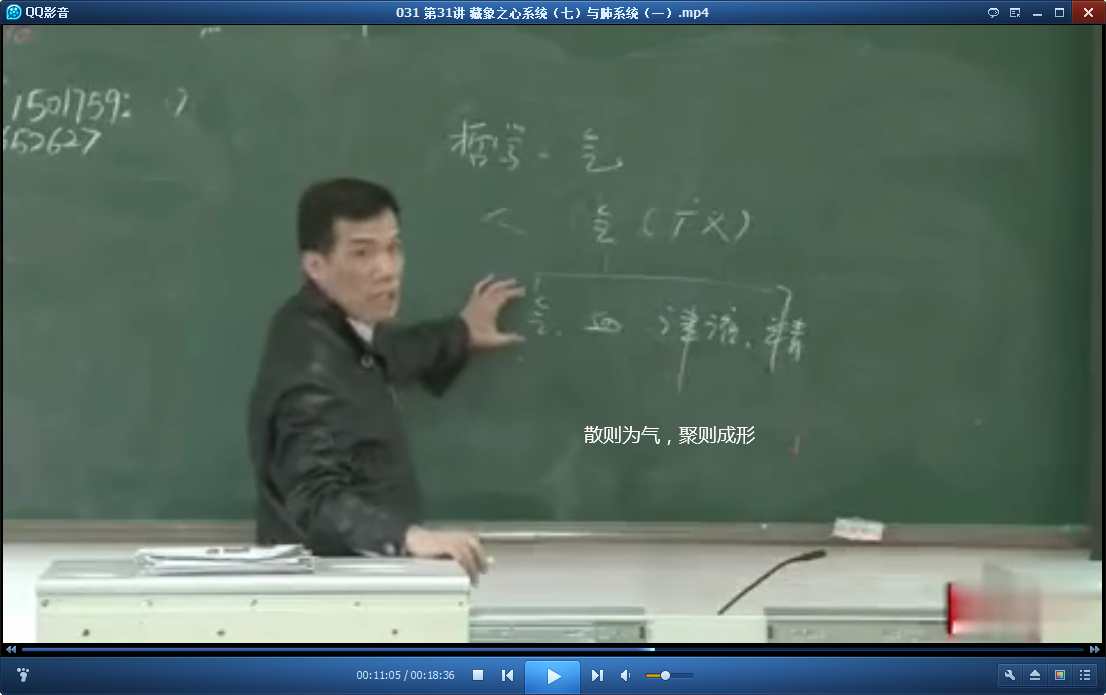 QQ影音
031 第31讲 藏象之心系统（七）与肺系统（一）.mp4
1501759:
652627
哲学 - 气
气（广义）
气、血 津液、精
散则为气，聚则成形
00:11:05 / 00:18:36